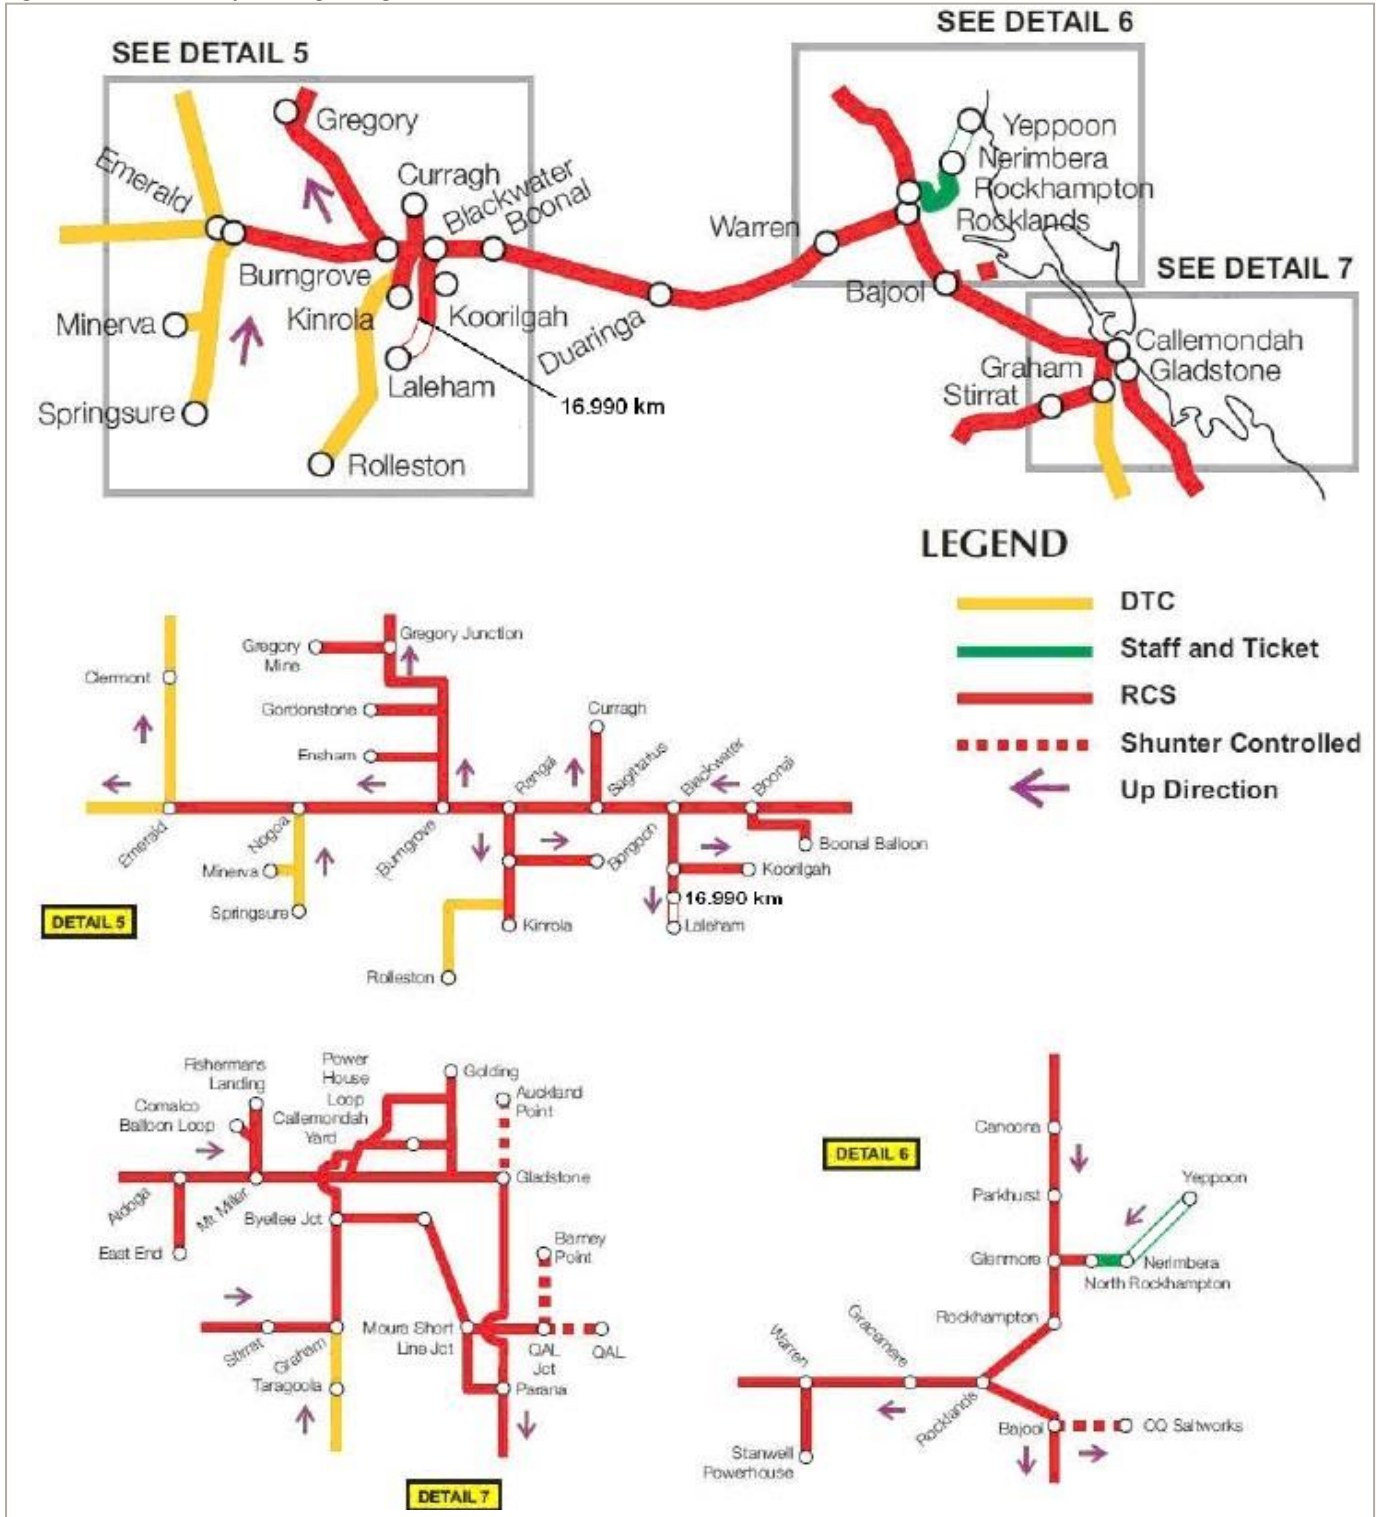 SEE DETAIL 6
SEE DETAIL 5
Gregory
Emerald
Curragh
Blackwater
Boonal
Burngrove
Kinrola
Koorilgah
Minerva
Laleham
Duaringa
16.990 km
Springsure
Rolleston
Yeppoon
Nerimbera
Rockhampton
Rocklands
Warren
Bajool
SEE DETAIL 7
Callemondah
Graham
Gladstone
Stirrat
LEGEND
DTC
Staff and Ticket
RCS
Shunter Controlled
Up Direction
Gregory Junction
Gregory
Mine
Clermont
Gordonstone
Ensham
Curragh
Rangal
Sagittarius
Blackwater
Boonal
Emerald
Nogoa
Burngrove
Borgoon
Boonal Balloon
Minerva
Koorilgah
16.990 km
Springsure
Kinrola
Laleham
DETAIL 5
Rolleston
Fishermans
Landing
Comalco
Balloon Loop
Power
House
Loop
Callemondah
Yard
Golding
Auckland
Point
Gladstone
Aldoga
Mt. Miller
Byellee Jct
East End
Barney
Point
Stirrat
Graham
Moura Short
Line Jct
QAL
Jct
QAL
Taragoola
Parana
DETAIL 7
DETAIL 6
Canoona
Parkhurst
Yeppoon
Glenmore
Nerimbera
North Rockhampton
Rockhampton
Warren
Gracemere
Rocklands
Bajool
CQ Saltworks
Stanwell
Powerhouse